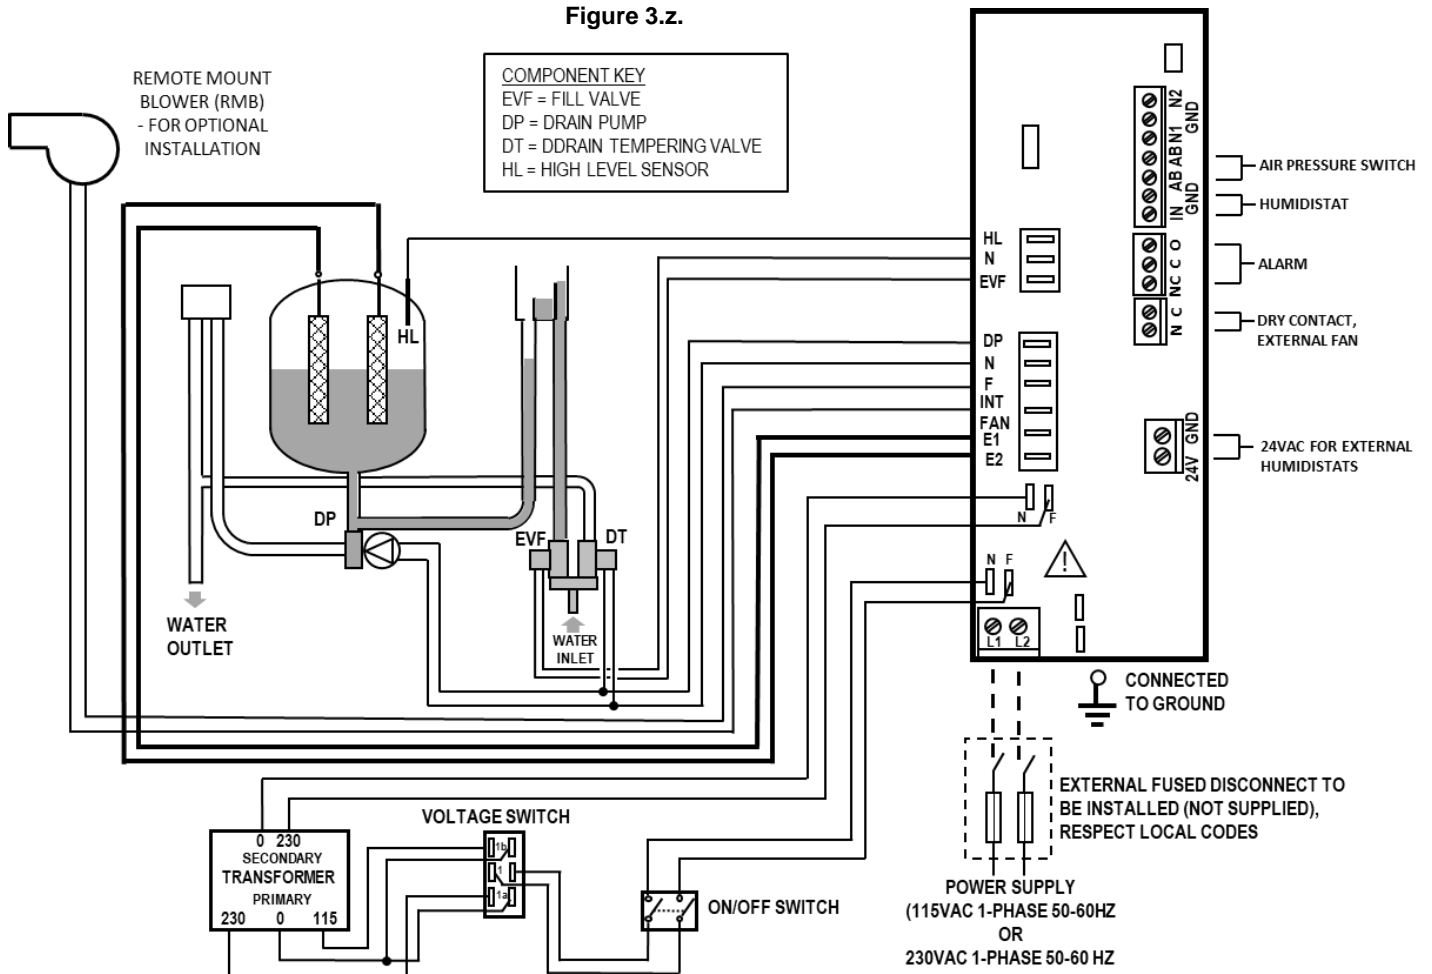 Figure 3.z.
REMOTE MOUNT
BLOWER (RMB)
- FOR OPTIONAL
INSTALLATION
COMPONENT KEY
EVF = FILL VALVE
DP = DRAIN PUMP
DT = DDRAIN TEMPERING VALVE
HL = HIGH LEVEL SENSOR
N2
GND
N1
AB
AB
GND
IN
AIR PRESSURE SWITCH
HUMIDISTAT
O
C
NC
ALARM
C
N
DRY CONTACT,
EXTERNAL FAN
HL
N
EVF
HL
DP
N
F
INT
FAN
E1
E2
GND
24V
24VAC FOR EXTERNAL
HUMIDISTATS
N F
DP
EVF
DT
N F
WATER
OUTLET
WATER
INLET
L1 L2
CONNECTED
TO GROUND
EXTERNAL FUSED DISCONNECT TO
BE INSTALLED (NOT SUPPLIED),
RESPECT LOCAL CODES
VOLTAGE SWITCH
1b
1
1a
0 230
SECONDARY
TRANSFORMER
PRIMARY
230 0 115
ON/OFF SWITCH
POWER SUPPLY
(115VAC 1-PHASE 50-60HZ
OR
230VAC 1-PHASE 50-60 HZ